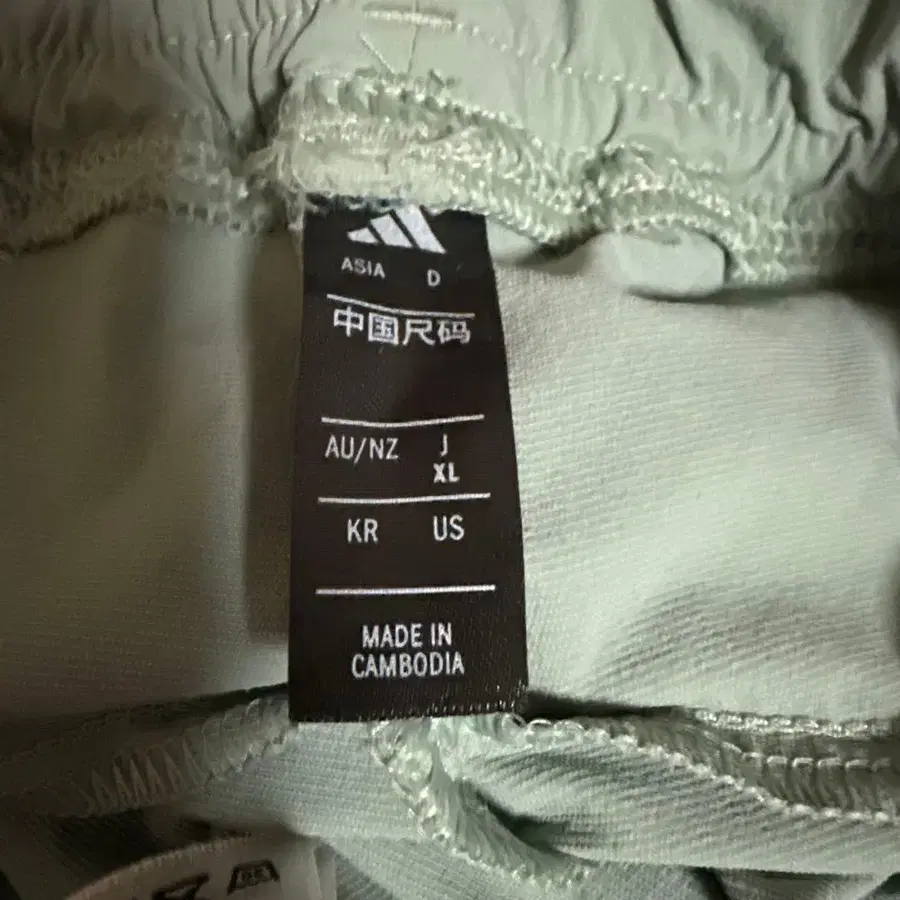 ASIA D
中国尺码
AU/NZ J
XL
KR US
MADE IN
CAMBODIA